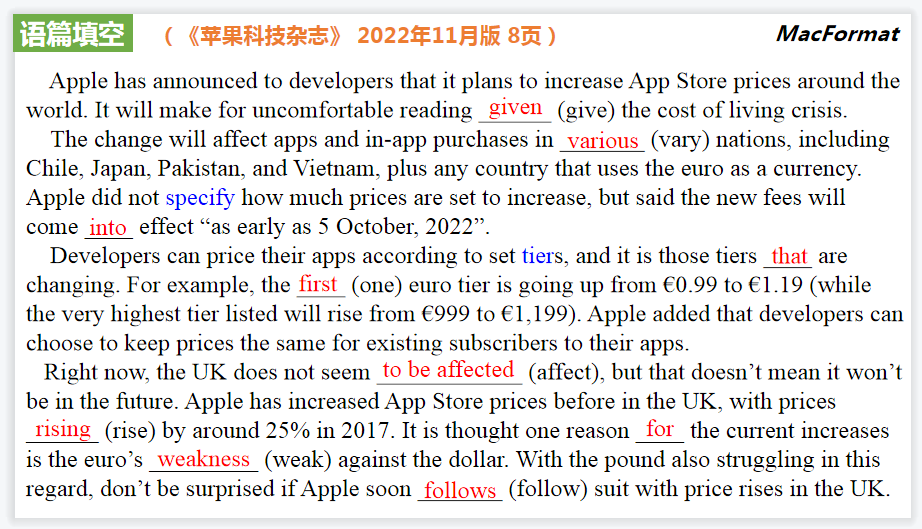 语篇填空 （《苹果科技杂志》 2022年11月版 8页） MacFormat
Apple has announced to developers that it plans to increase App Store prices around the
world. It will make for uncomfortable reading given (give) the cost of living crisis.
The change will affect apps and in-app purchases in various (vary) nations, including
Chile, Japan, Pakistan, and Vietnam, plus any country that uses the euro as a currency.
Apple did not specify how much prices are set to increase, but said the new fees will
come into effect “as early as 5 October, 2022”.
Developers can price their apps according to set tiers, and it is those tiers that are
changing. For example, the first (one) euro tier is going up from €0.99 to €1.19 (while
the very highest tier listed will rise from €999 to €1,199). Apple added that developers can
choose to keep prices the same for existing subscribers to their apps.
Right now, the UK does not seem to be affected (affect), but that doesn’t mean it won’t
be in the future. Apple has increased App Store prices before in the UK, with prices
rising (rise) by around 25% in 2017. It is thought one reason for the current increases
is the euro’s weakness (weak) against the dollar. With the pound also struggling in this
regard, don’t be surprised if Apple soon follows (follow) suit with price rises in the UK.